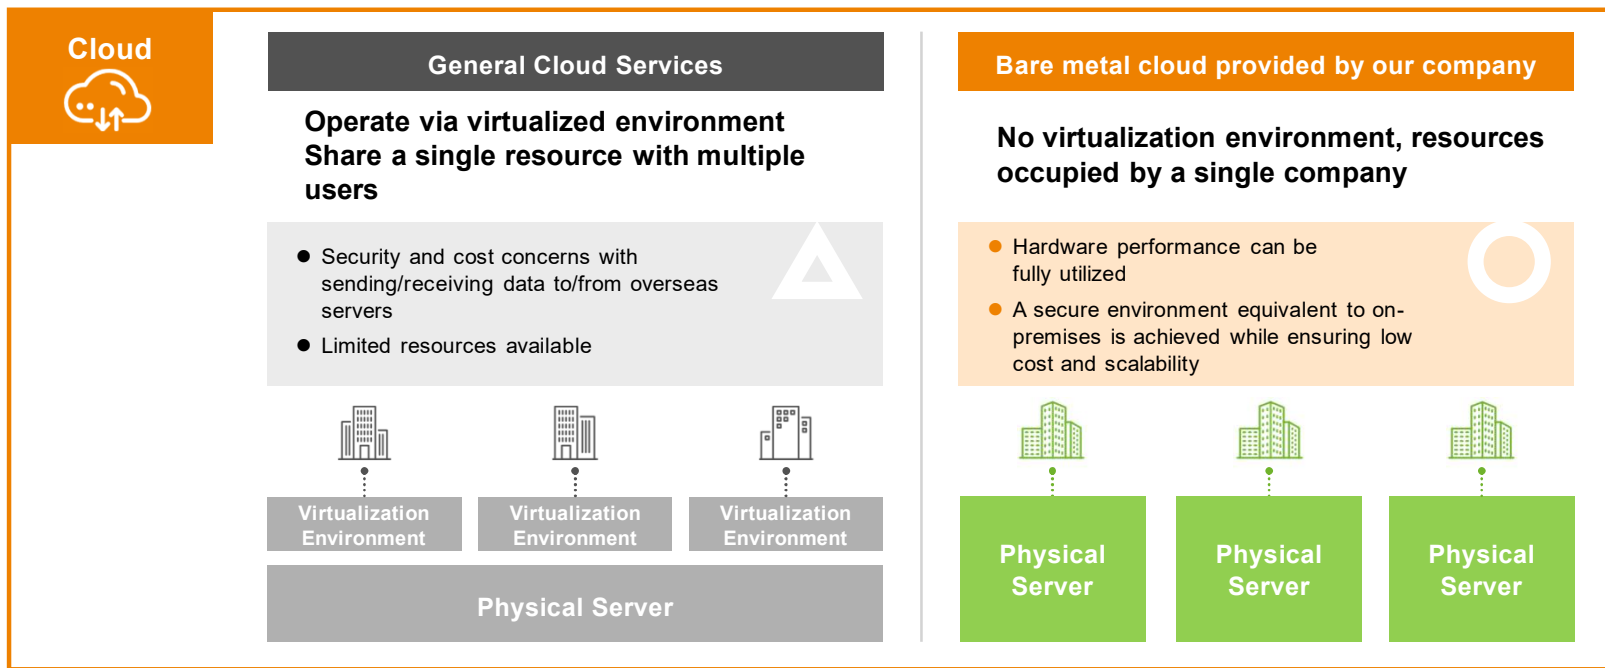 Cloud
General Cloud Services
Operate via virtualized environment
Share a single resource with multiple
users
Security and cost concerns with
sending/receiving data to/from overseas
servers
Limited resources available
Virtualization
Environment
Virtualization
Environment
Virtualization
Environment
Physical Server
Bare metal cloud provided by our company
No virtualization environment, resources
occupied by a single company
Hardware performance can be
fully utilized
A secure environment equivalent to on-
premises is achieved while ensuring low
cost and scalability
Physical
Server
Physical
Server
Physical
Server